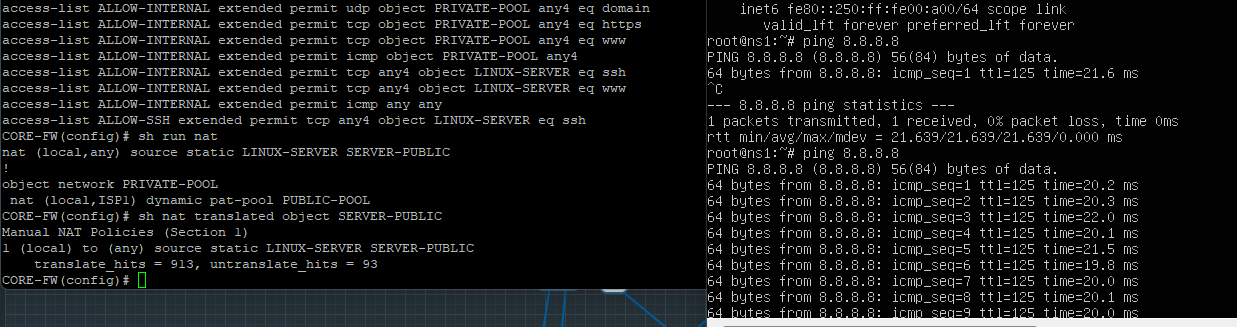 access-list ALLOW-INTERNAL extended permit udp object PRIVATE-POOL any4 eq domain
access-list ALLOW-INTERNAL extended permit tcp object PRIVATE-POOL any4 eq https
access-list ALLOW-INTERNAL extended permit tcp object PRIVATE-POOL any4 eq www
access-list ALLOW-INTERNAL extended permit icmp object PRIVATE-POOL any4
access-list ALLOW-INTERNAL extended permit tcp any4 object LINUX-SERVER eq ssh
access-list ALLOW-INTERNAL extended permit tcp any4 object LINUX-SERVER eq www
access-list ALLOW-INTERNAL extended permit icmp any any
access-list ALLOW-SSH extended permit tcp any4 object LINUX-SERVER eq ssh
CORE-FW(config)# sh run nat
nat (local,any) source static LINUX-SERVER SERVER-PUBLIC
!
object network PRIVATE-POOL
 nat (local,ISP1) dynamic pat-pool PUBLIC-POOL
CORE-FW(config)# sh nat translated object SERVER-PUBLIC
Manual NAT Policies (Section 1)
1 (local) to (any) source static LINUX-SERVER SERVER-PUBLIC
    translate_hits = 913, untranslate_hits = 93
CORE-FW(config)#
inet6 fe80::250:ff:fe00:a00/64 scope link
valid_lft forever preferred_lft forever
root@ns1:~# ping 8.8.8.8
PING 8.8.8.8 (8.8.8.8) 56(84) bytes of data.
64 bytes from 8.8.8.8: icmp_seq=1 ttl=125 time=21.6 ms
^C
--- 8.8.8.8 ping statistics ---
1 packets transmitted, 1 received, 0% packet loss, time 0ms
rtt min/avg/max/mdev = 21.639/21.639/21.639/0.000 ms
root@ns1:~# ping 8.8.8.8
PING 8.8.8.8 (8.8.8.8) 56(84) bytes of data.
64 bytes from 8.8.8.8: icmp_seq=1 ttl=125 time=20.2 ms
64 bytes from 8.8.8.8: icmp_seq=2 ttl=125 time=20.3 ms
64 bytes from 8.8.8.8: icmp_seq=3 ttl=125 time=22.0 ms
64 bytes from 8.8.8.8: icmp_seq=4 ttl=125 time=20.1 ms
64 bytes from 8.8.8.8: icmp_seq=5 ttl=125 time=21.5 ms
64 bytes from 8.8.8.8: icmp_seq=6 ttl=125 time=19.8 ms
64 bytes from 8.8.8.8: icmp_seq=7 ttl=125 time=20.0 ms
64 bytes from 8.8.8.8: icmp_seq=8 ttl=125 time=20.1 ms
64 bytes from 8.8.8.8: icmp_seq=9 ttl=125 time=20.0 ms